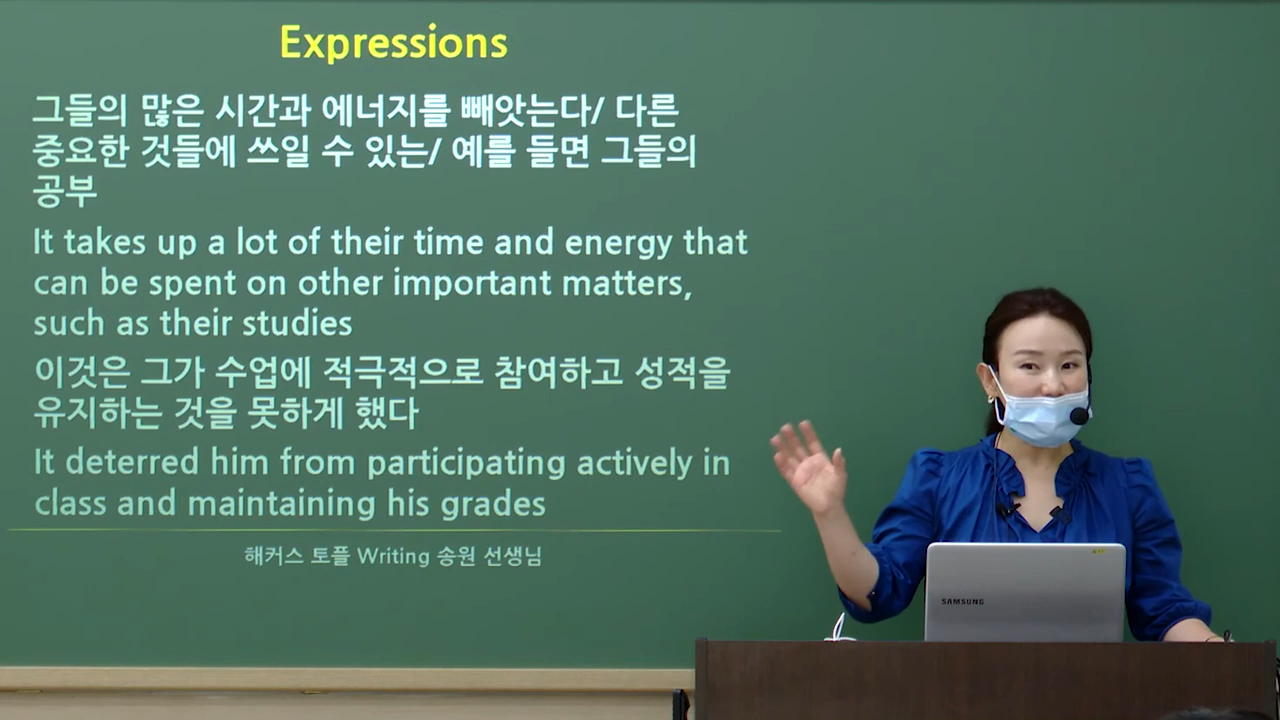 Expressions
그들의 많은 시간과 에너지를 빼앗는다/ 다른
중요한 것들에 쓰일 수 있는/ 예를 들면 그들의
공부
It takes up a lot of their time and energy that
can be spent on other important matters,
such as their studies
이것은 그가 수업에 적극적으로 참여하고 성적을
유지하는 것을 못하게 했다
It deterred him from participating actively in
class and maintaining his grades
해커스 토플 Writing 송원 선생님
SAMSUNG